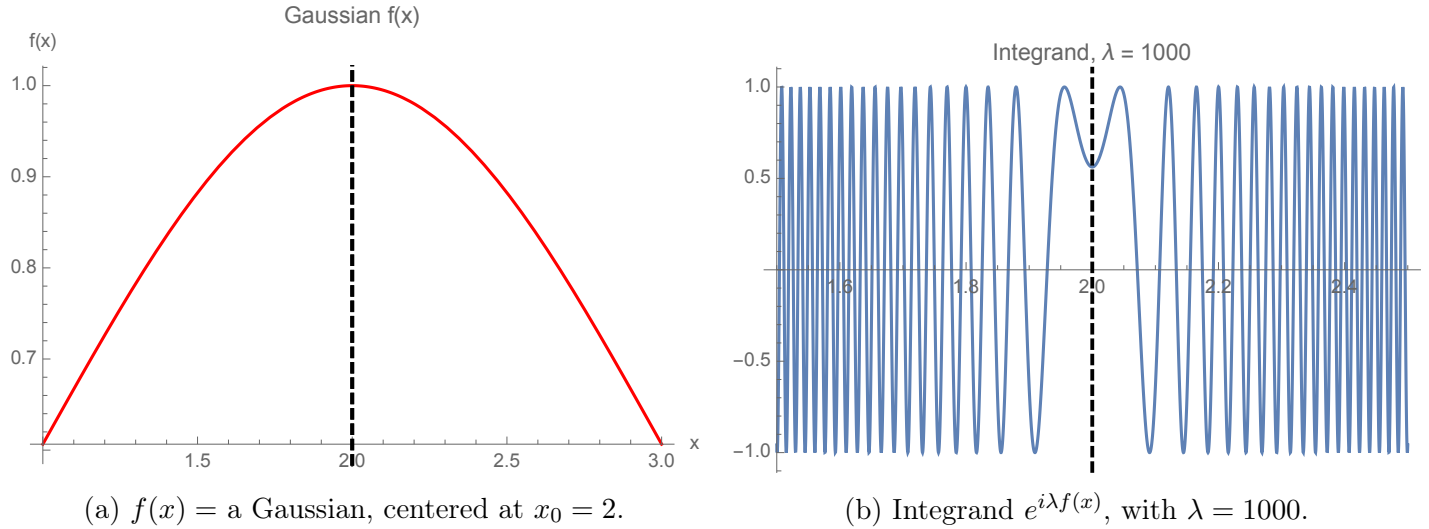 Gaussian f(x)
f(x)
1.0
0.9
0.8
0.7
1.5
2.0
2.5
3.0
x
(a) f(x) = a Gaussian, centered at x₀ = 2.
Integrand, λ = 1000
1.0
0.5
−0.5
−1.0
1.6
1.8
2.0
2.2
2.4
(b) Integrand e^{iλf(x)}, with λ = 1000.